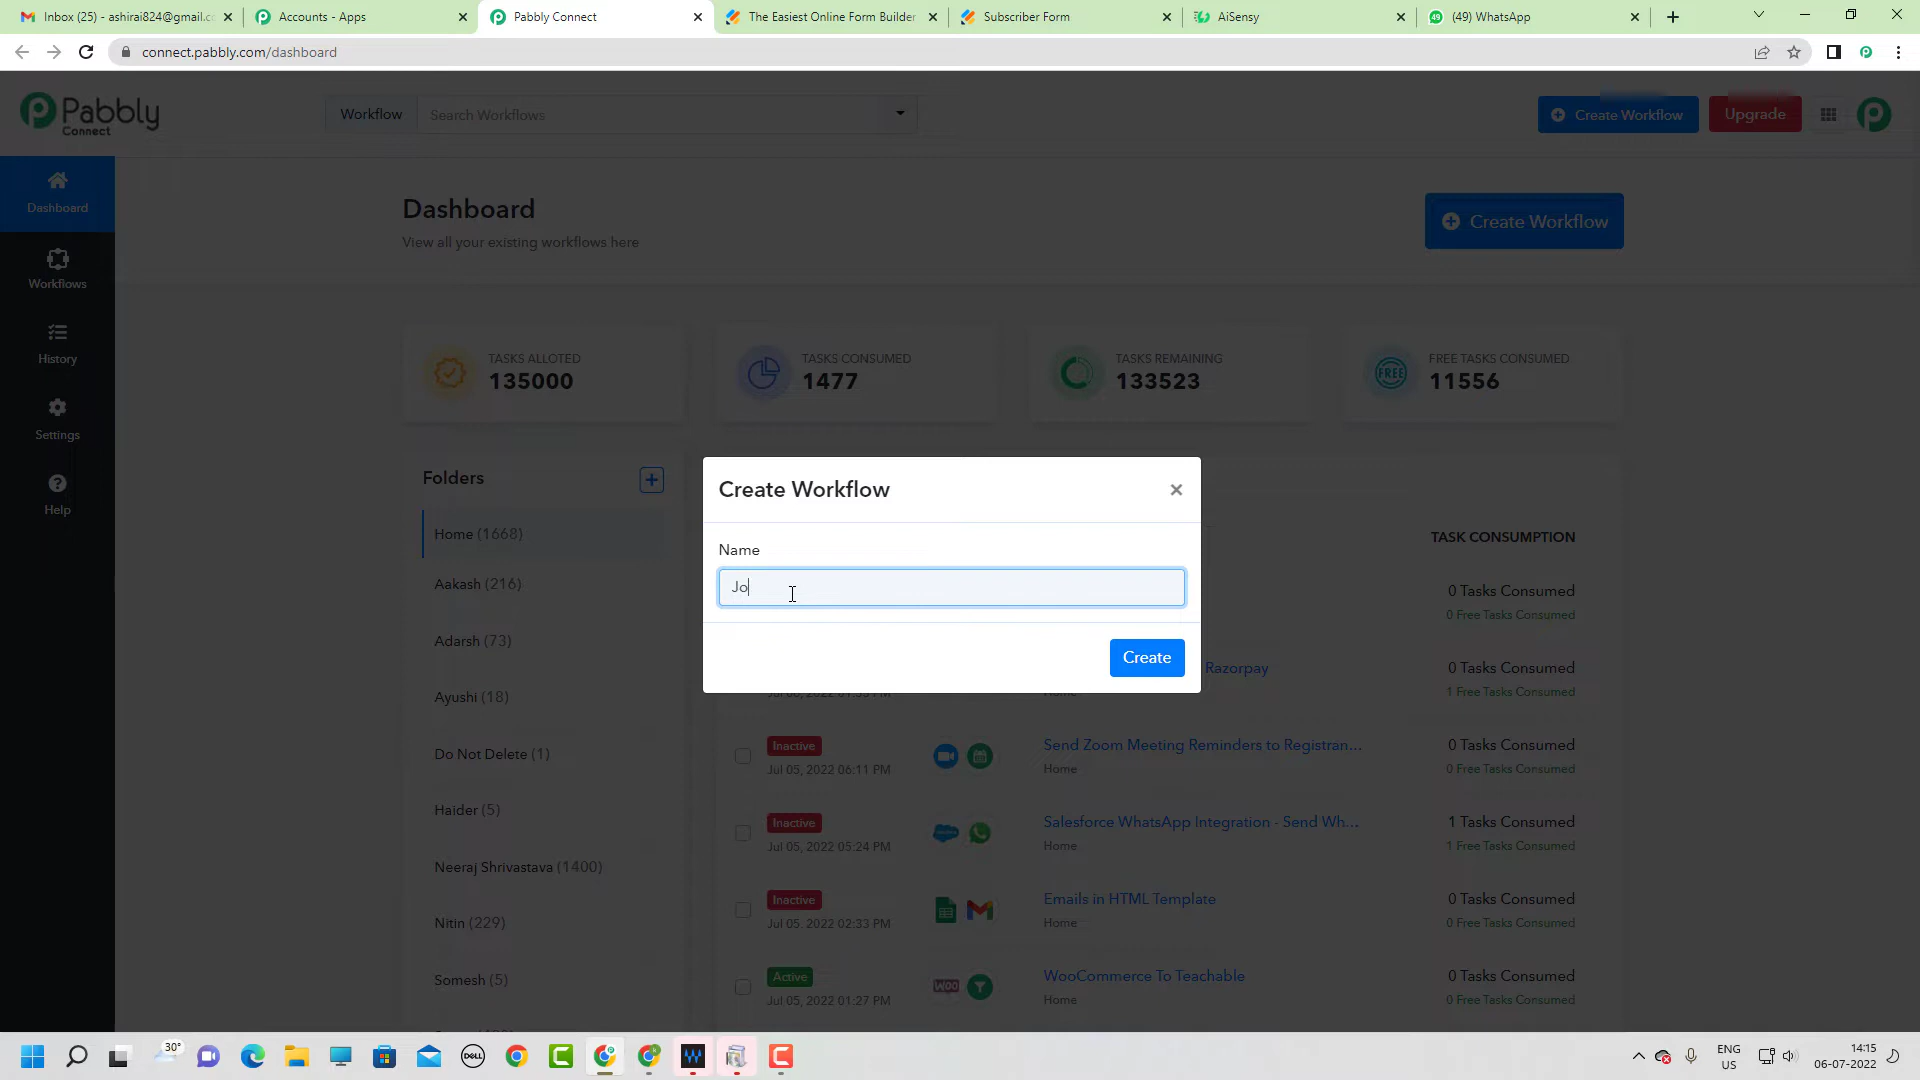 Inbox (25) - ashirai824@gmail.c
Accounts - Apps
Pabbly Connect
The Easiest Online Form Builder
Subscriber Form
AiSensy
49
(49) WhatsApp
connect.pabbly.com/dashboard
Pabbly
Connect
Workflow
Search Workflows
Create Workflow
Upgrade
Dashboard
Workflows
History
Settings
Help
Dashboard
View all your existing workflows here
Create Workflow
TASKS ALLOTED
135000
TASKS CONSUMED
1477
TASKS REMAINING
133523
FREE
FREE TASKS CONSUMED
11556
Folders
Home (1668)
Aakash (216)
Adarsh (73)
Ayushi (18)
Do Not Delete (1)
Haider (5)
Neeraj Shrivastava (1400)
Nitin (229)
Somesh (5)
Create Workflow
Name
Jo
Create
TASK CONSUMPTION
0 Tasks Consumed
0 Free Tasks Consumed
Razorpay
0 Tasks Consumed
1 Free Tasks Consumed
Inactive
Jul 05, 2022 06:11 PM
Send Zoom Meeting Reminders to Registran...
Home
0 Tasks Consumed
0 Free Tasks Consumed
Inactive
Jul 05, 2022 05:24 PM
Salesforce WhatsApp Integration - Send Wh...
Home
1 Tasks Consumed
1 Free Tasks Consumed
Inactive
Jul 05, 2022 02:33 PM
Emails in HTML Template
Home
0 Tasks Consumed
0 Free Tasks Consumed
Active
Jul 05, 2022 01:27 PM
WOO
WooCommerce To Teachable
Home
0 Tasks Consumed
0 Free Tasks Consumed
30°
DELL
ENG
US
14:15
06-07-2022